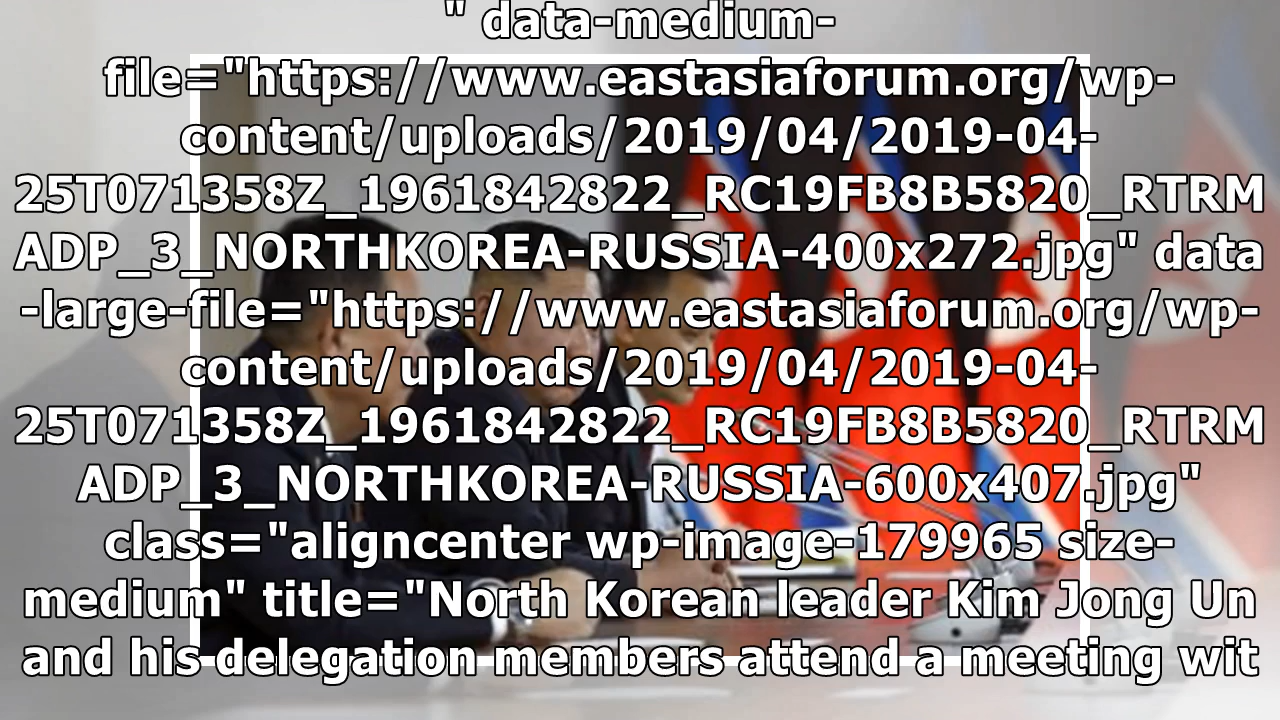 " data-medium-
file="https://www.eastasiaforum.org/wp-
content/uploads/2019/04/2019-04-
25T071358Z_1961842822_RC19FB8B5820_RTRM
ADP_3_NORTHKOREA-RUSSIA-400x272.jpg" data
-large-file="https://www.eastasiaforum.org/wp-
content/uploads/2019/04/2019-04-
25T071358Z_1961842822_RC19FB8B5820_RTRM
ADP_3_NORTHKOREA-RUSSIA-600x407.jpg"
class="aligncenter wp-image-179965 size-
medium" title="North Korean leader Kim Jong Un
and his delegation members attend a meeting wit